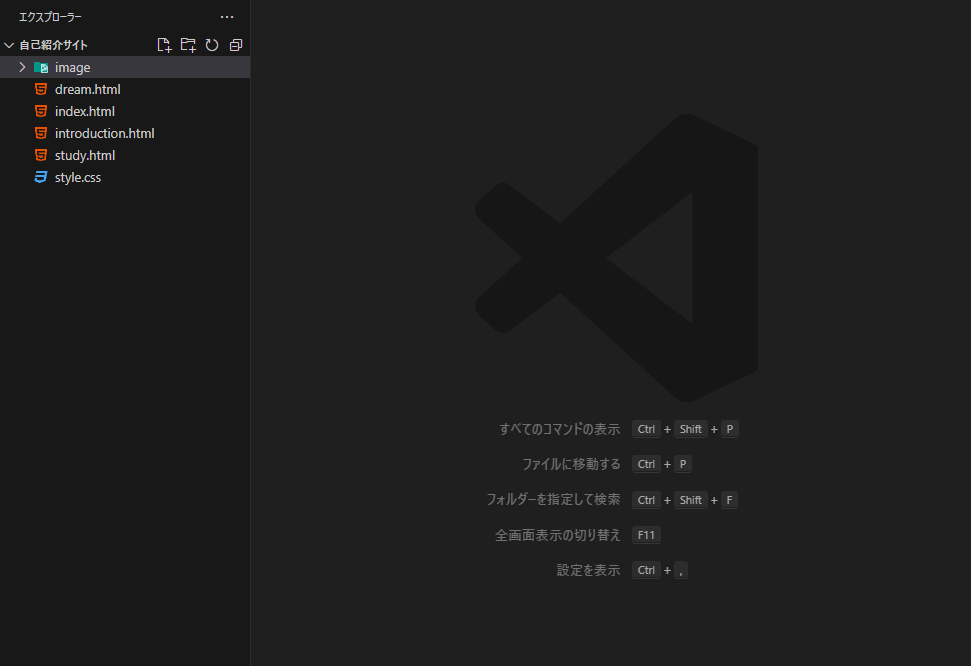 エクスプローラー ...
自己紹介サイト
image
dream.html
index.html
introduction.html
study.html
style.css
すべてのコマンドの表示 Ctrl + Shift + P
ファイルに移動する Ctrl + P
フォルダーを指定して検索 Ctrl + Shift + F
全画面表示の切り替え F11
設定を表示 Ctrl + ,